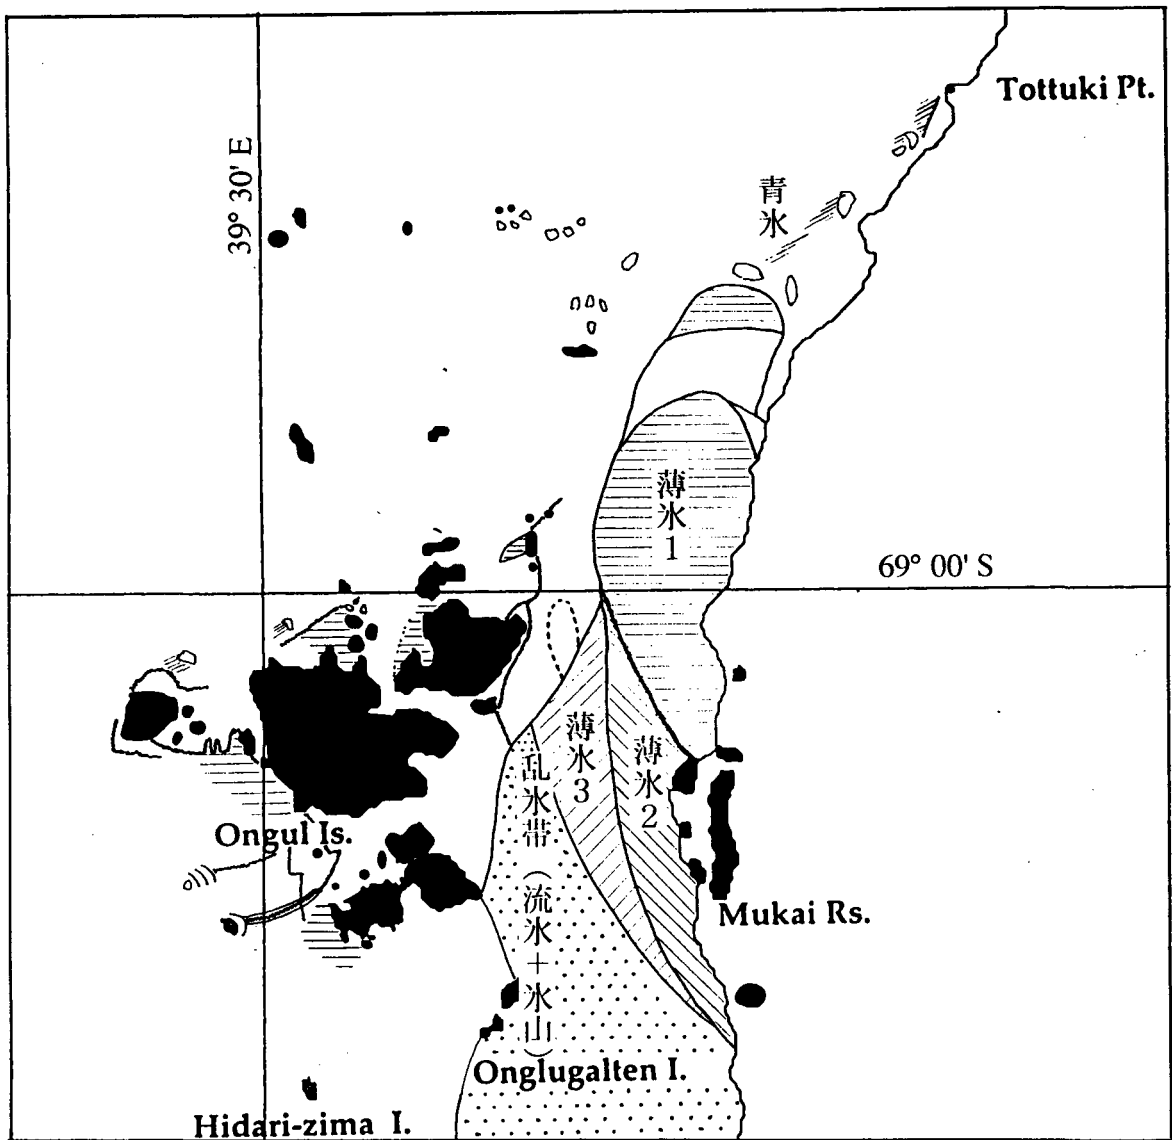 Tottuki Pt.
39° 30' E
青氷
薄氷1
69° 00' S
薄氷3
薄氷2
乱氷帯(流氷+氷山)
Ongul Is.
Mukai Rs.
Onglugalten I.
Hidari-zima I.